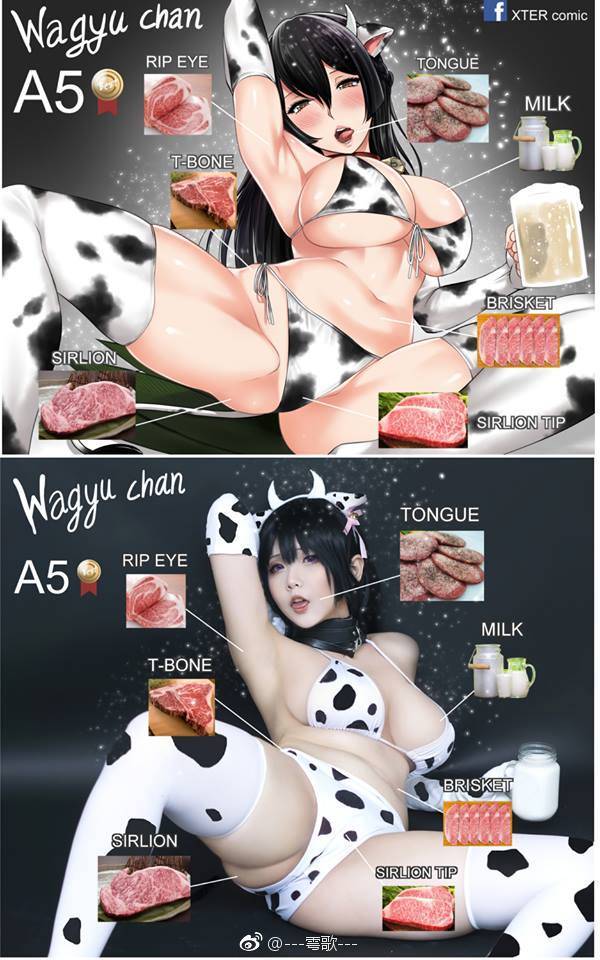 Wagyu chan
f XTER comic
A5
RIP EYE
TONGUE
MILK
T-BONE
BRISKET
SIRLION
SIRLION TIP
Wagyu chan
TONGUE
A5
RIP EYE
MILK
T-BONE
BRISKET
SIRLION
SIRLION TIP
@---雩歌---